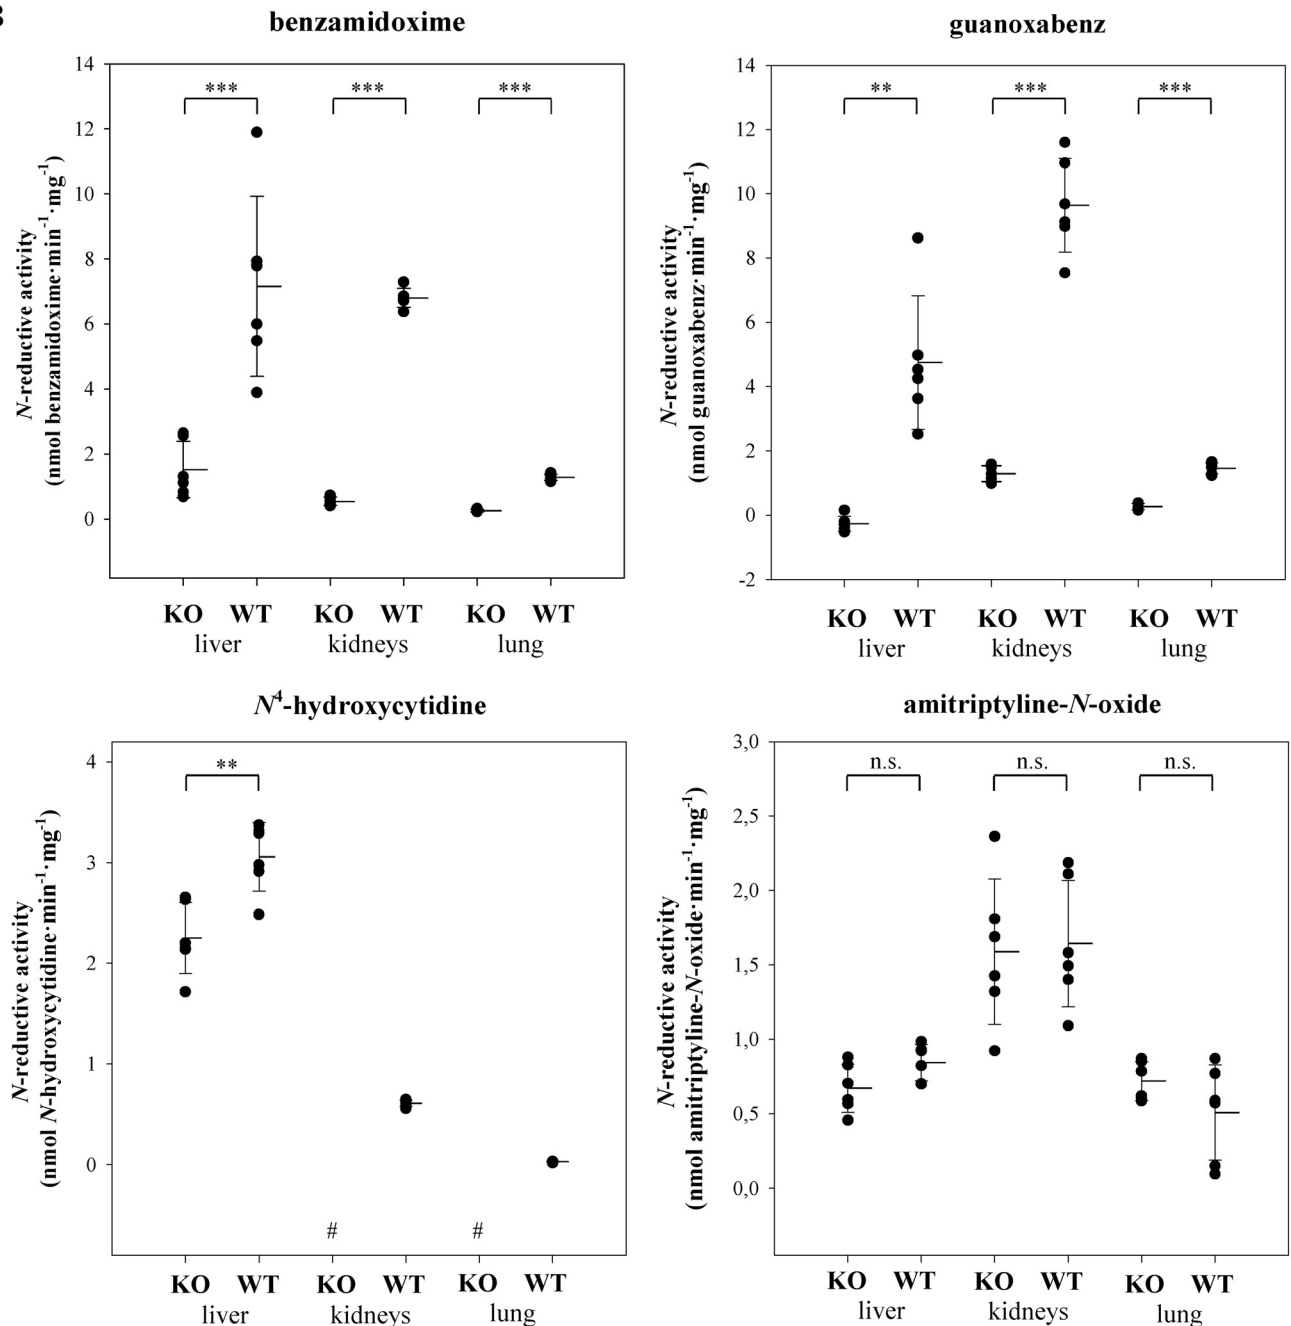 benzamidoxime
N-reductive activity
(nmol benzamidoxime·min⁻¹·mg⁻¹)
14
12
10
8
6
4
2
0
*** *** ***
KO WT KO WT KO WT
liver kidneys lung
guanoxabenz
N-reductive activity
(nmol guanoxabenz·min⁻¹·mg⁻¹)
14
12
10
8
6
4
2
0
-2
** *** ***
KO WT KO WT KO WT
liver kidneys lung
N⁴-hydroxycytidine
N-reductive activity
(nmol N-hydroxycytidine·min⁻¹·mg⁻¹)
4
3
2
1
0
**
# #
KO WT KO WT KO WT
liver kidneys lung
amitriptyline-N-oxide
N-reductive activity
(nmol amitriptyline-N-oxide·min⁻¹·mg⁻¹)
3,0
2,5
2,0
1,5
1,0
0,5
0,0
n.s. n.s. n.s.
KO WT KO WT KO WT
liver kidneys lung